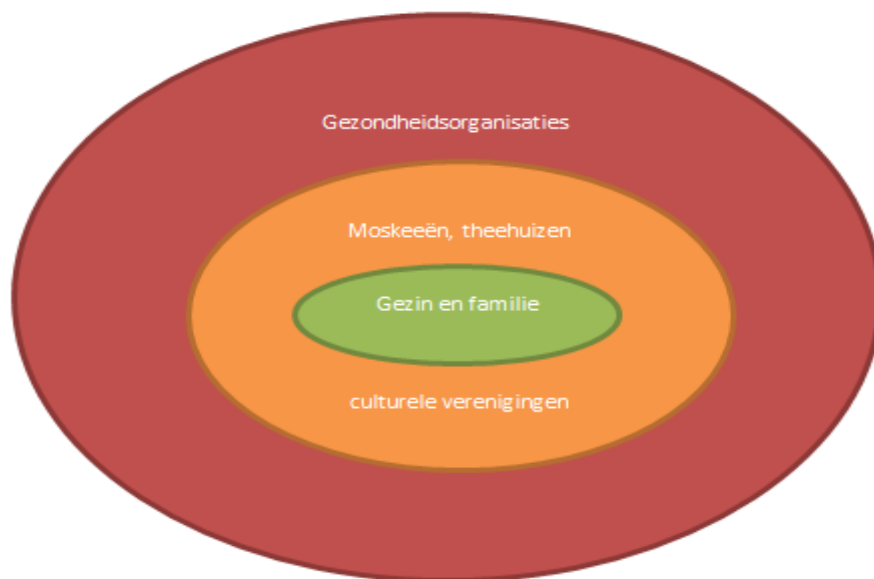 Gezondheidsorganisaties
Moskeeën, theehuizen
Gezin en familie
culturele verenigingen